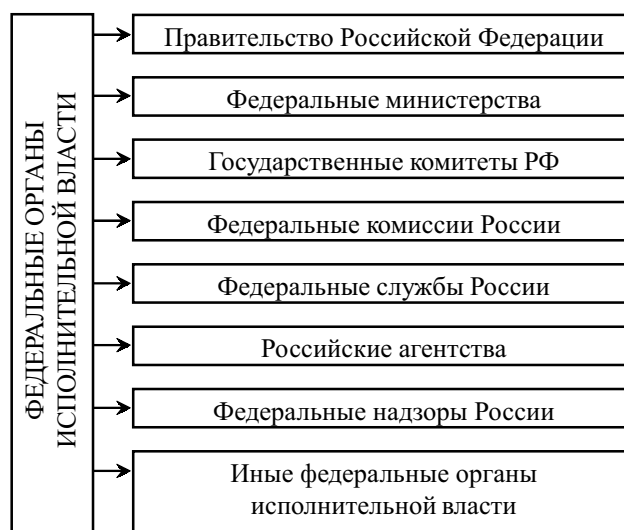 ФЕДЕРАЛЬНЫЕ ОРГАНЫ
ИСПОЛНИТЕЛЬНОЙ ВЛАСТИ
Правительство Российской Федерации
Федеральные министерства
Государственные комитеты РФ
Федеральные комиссии России
Федеральные службы России
Российские агентства
Федеральные надзоры России
Иные федеральные органы
исполнительной власти